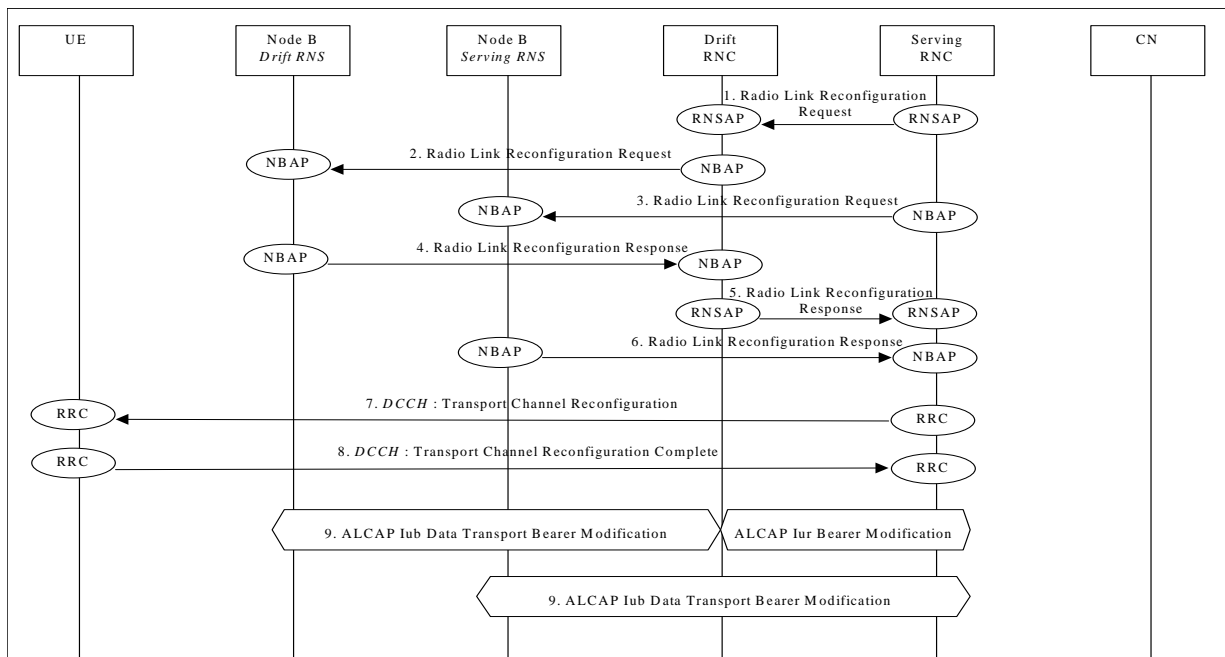 UE
Node B
Drift RNS
Node B
Serving RNS
Drift
RNC
Serving
RNC
CN
1. Radio Link Reconfiguration
Request
RNSAP
RNSAP
2. Radio Link Reconfiguration Request
NBAP
NBAP
3. Radio Link Reconfiguration Request
NBAP
NBAP
4. Radio Link Reconfiguration Response
NBAP
NBAP
5. Radio Link Reconfiguration
Response
RNSAP
RNSAP
6. Radio Link Reconfiguration Response
NBAP
NBAP
7. DCCH : Transport Channel Reconfiguration
RRC
RRC
8. DCCH : Transport Channel Reconfiguration Complete
RRC
RRC
9. ALCAP Iub Data Transport Bearer Modification
ALCAP Iur Bearer Modification
9. ALCAP Iub Data Transport Bearer Modification